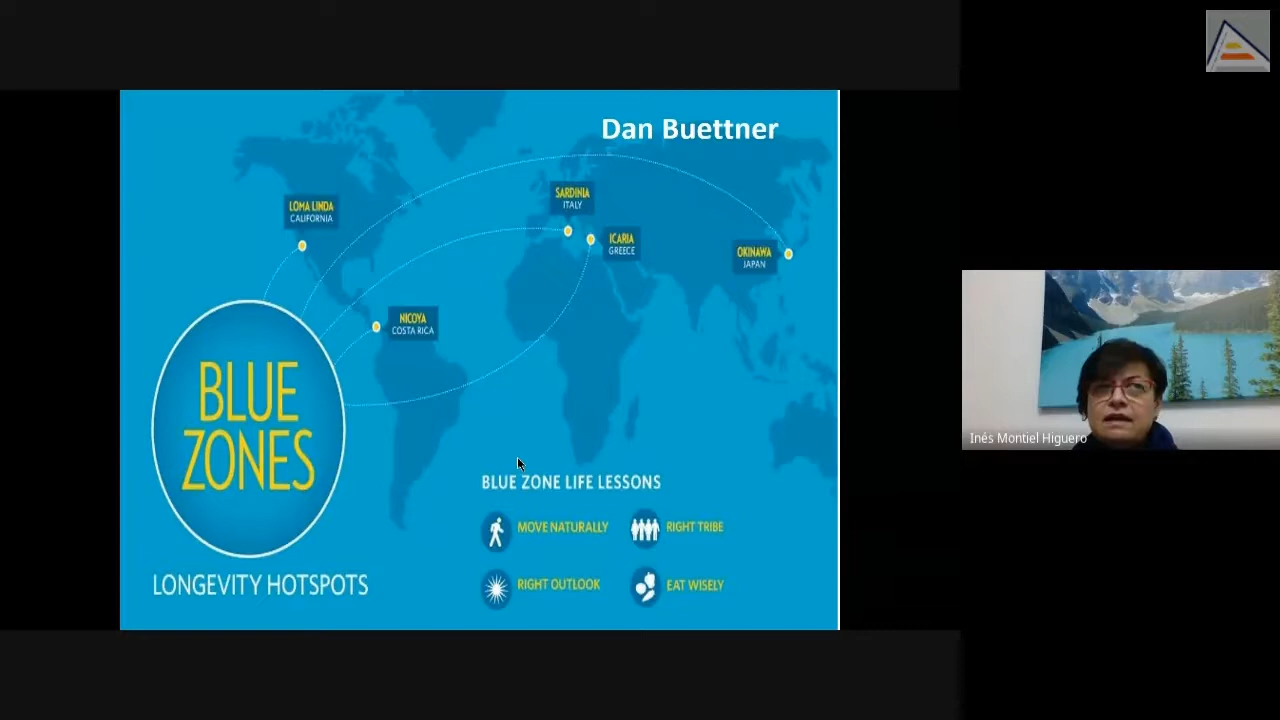 Dan Buettner
LOMA LINDA
CALIFORNIA
SARDINIA
ITALY
ICARIA
GREECE
OKINAWA
JAPAN
NICOYA
COSTA RICA
BLUE
ZONES
LONGEVITY HOTSPOTS
BLUE ZONE LIFE LESSONS
MOVE NATURALLY
RIGHT TRIBE
RIGHT OUTLOOK
EAT WISELY
Inés Montiel Higuero